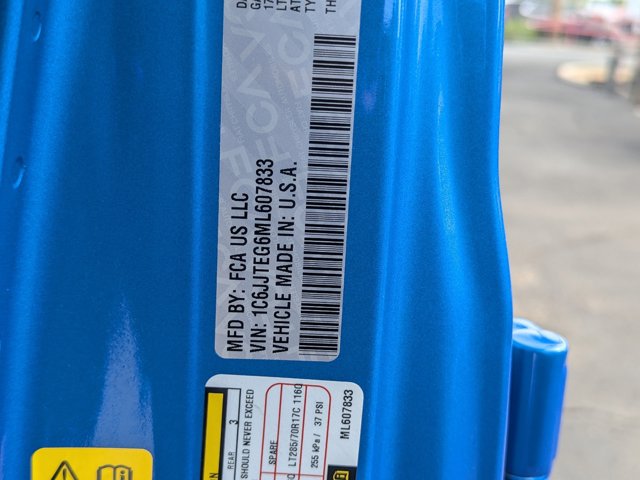 MFD BY: FCA US LLC
VIN: 1C6JJTEG6ML607833
VEHICLE MADE IN: U.S.A.
REAR 3
SHOULD NEVER EXCEED
SPARE
LT285/70R17C 116Q
255 kPa / 37 PSI
ML607833